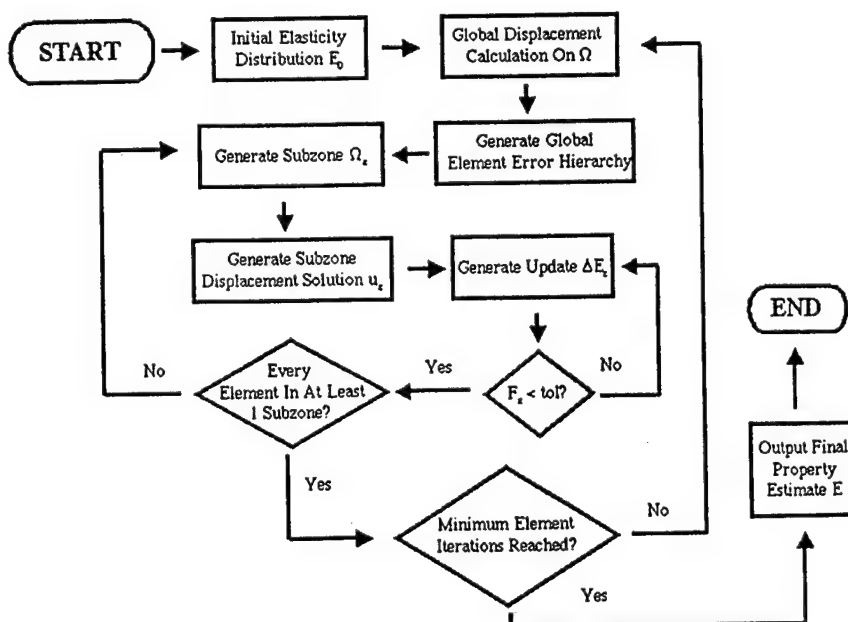 START
Initial Elasticity
Distribution E₀
Global Displacement
Calculation On Ω
Generate Subzone Ωz
Generate Global
Element Error Hierarchy
Generate Subzone
Displacement Solution uz
Generate Update ΔEz
END
No
Every
Element In At Least
1 Subzone?
Yes
Fz < tol?
No
Output Final
Property
Estimate E
Yes
Minimum Element
Iterations Reached?
No
Yes